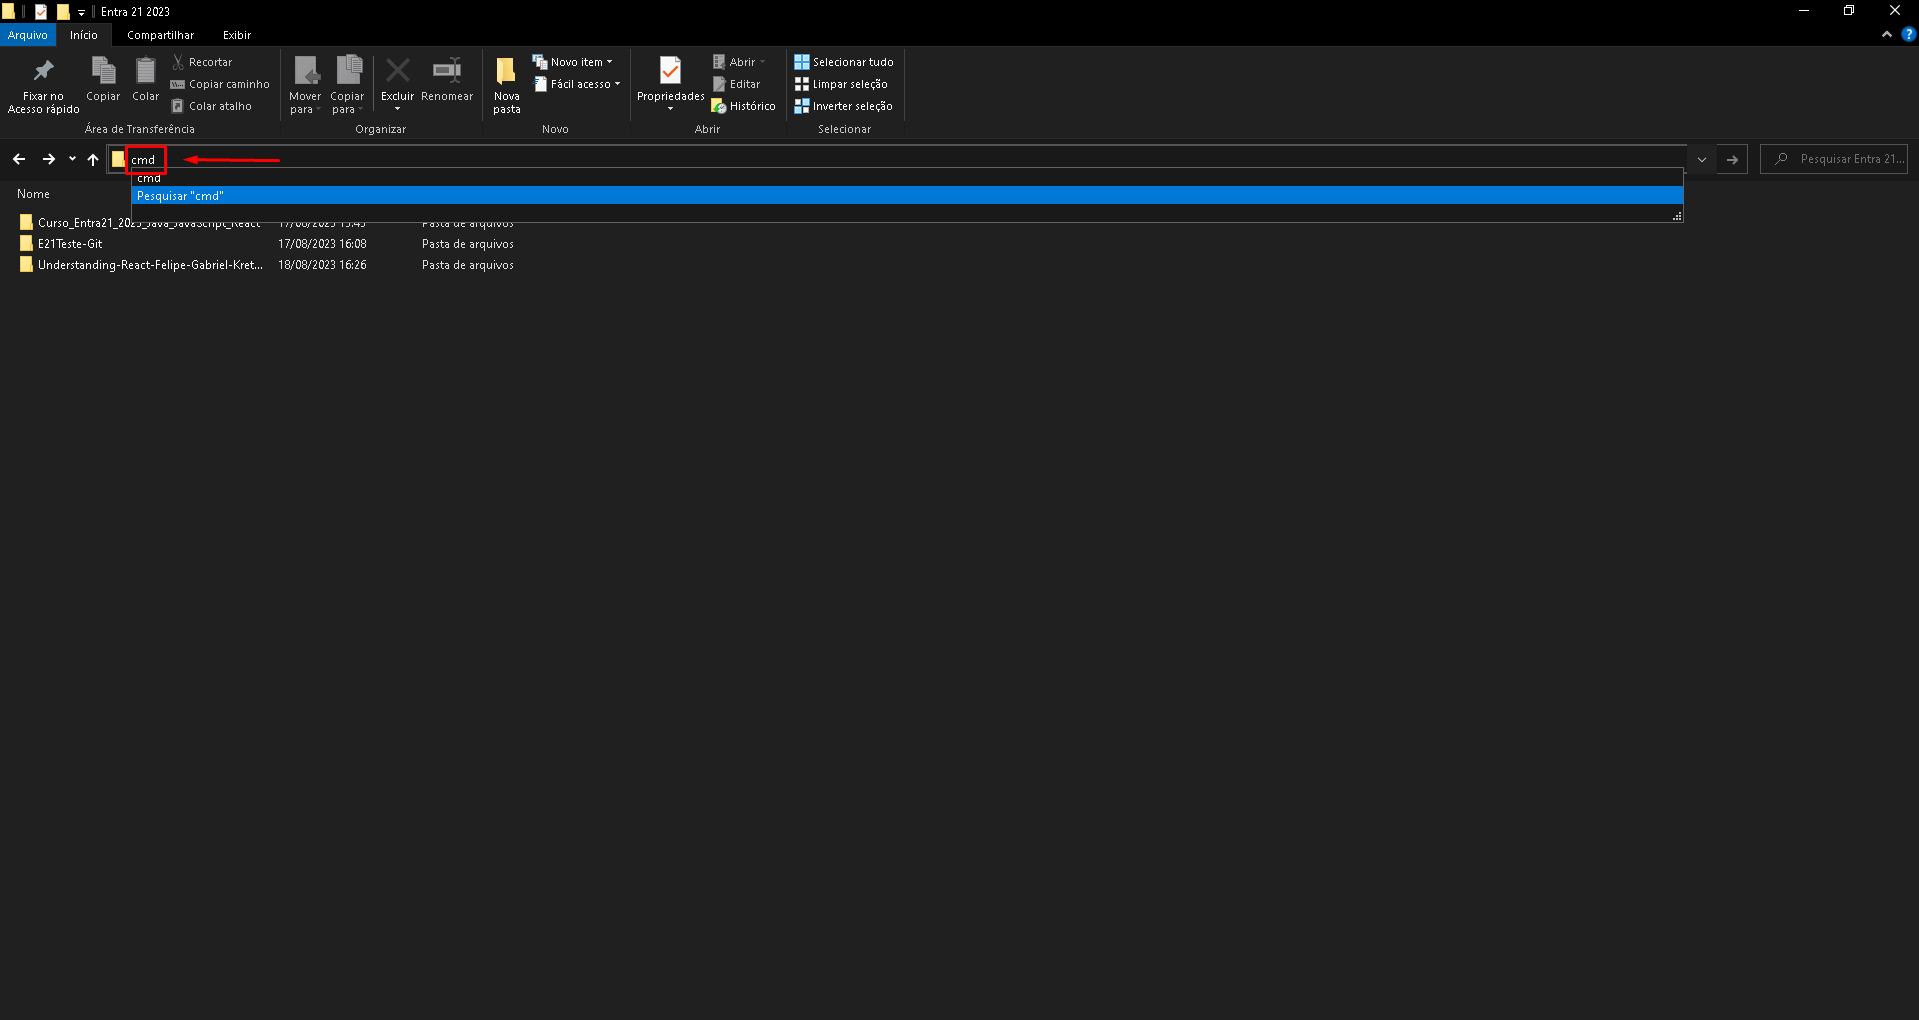 Entra 21 2023
Arquivo
Início
Compartilhar
Exibir
Fixar no
Acesso rápido
Copiar
Colar
Recortar
Copiar caminho
Colar atalho
Área de Transferência
Mover
para
Copiar
para
Excluir
Renomear
Organizar
Nova
pasta
Novo item
Fácil acesso
Novo
Propriedades
Abrir
Editar
Histórico
Abrir
Selecionar tudo
Limpar seleção
Inverter seleção
Selecionar
cmd
Pesquisar Entra 21...
cmd
Pesquisar "cmd"
Nome
Curso_Entra21_2023_Java_JavaScript_React 17/08/2023 Pasta de arquivos
E21Teste-Git 17/08/2023 16:08 Pasta de arquivos
Understanding-React-Felipe-Gabriel-Kret... 18/08/2023 16:26 Pasta de arquivos